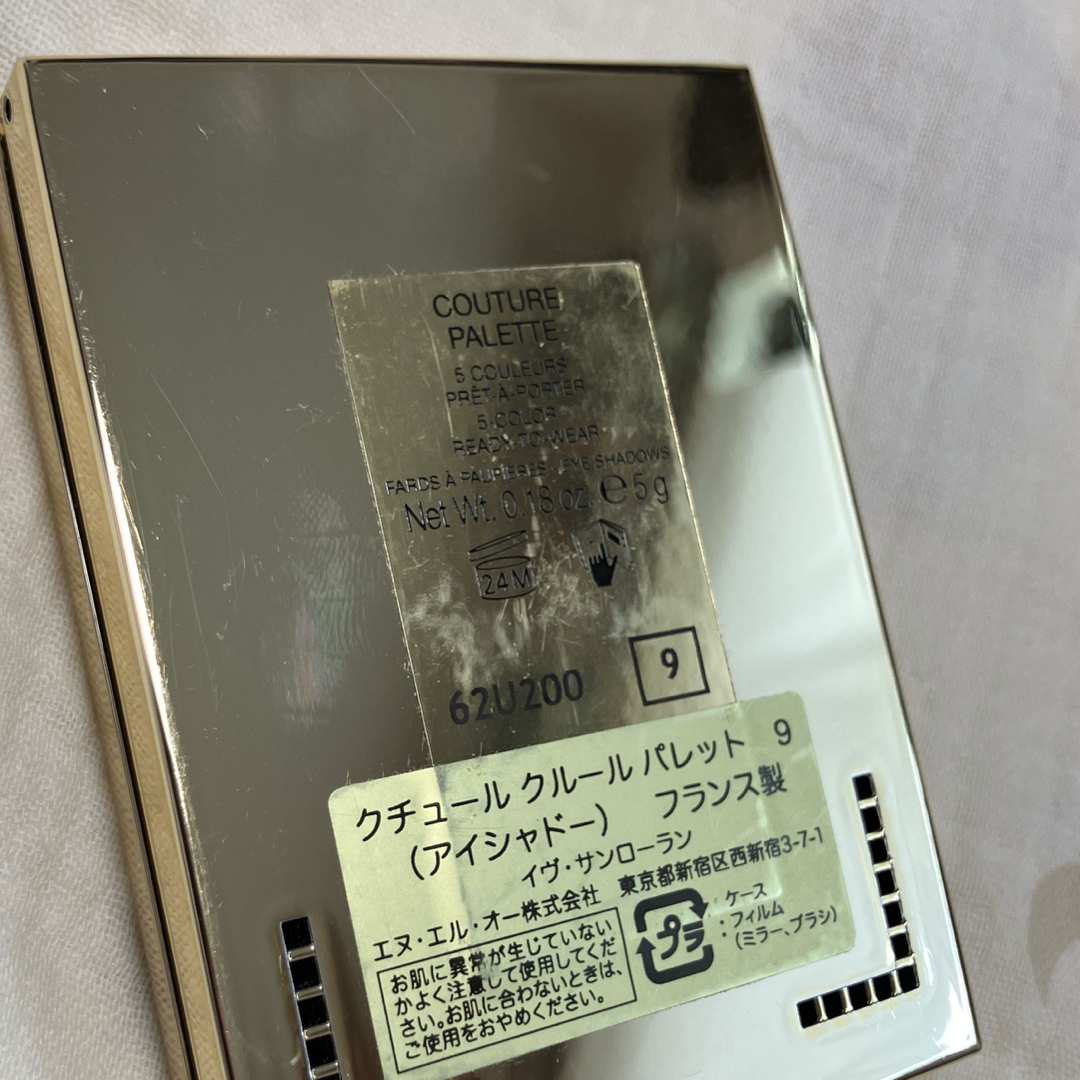 COUTURE
PALETTE
5 COULEURS
PRÊT-À-PORTER
5-COLOR
READY-TO-WEAR
FARDS À PAUPIÈRES · EYE SHADOWS
Net Wt. 0.18 oz. ℮ 5 g
24M
9
62U200
クチュール クルール パレット 9
（アイシャドー） フランス製
イヴ・サンローラン
エヌ・エル・オー株式会社 東京都新宿区西新宿3-7-1
お肌に異常が生じていない
かよく注意して使用してくだ
さい。お肌に合わないときは、
ご使用をおやめください。
プラ
・ケース
・フィルム
・(ミラー、ブラシ)